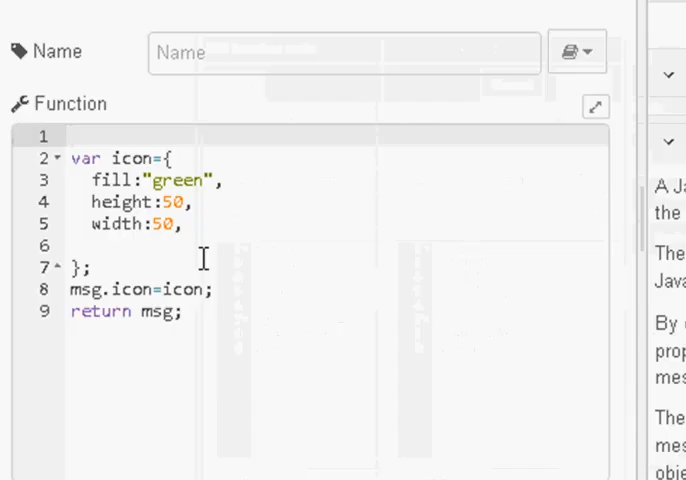 Name
Name
Function
1
2 var icon={
3 fill:"green",
4 height:50,
5 width:50,
6
7 };
8 msg.icon=icon;
9 return msg;
A Ja
the
The
Java
By
prop
mes
The
mes
obje